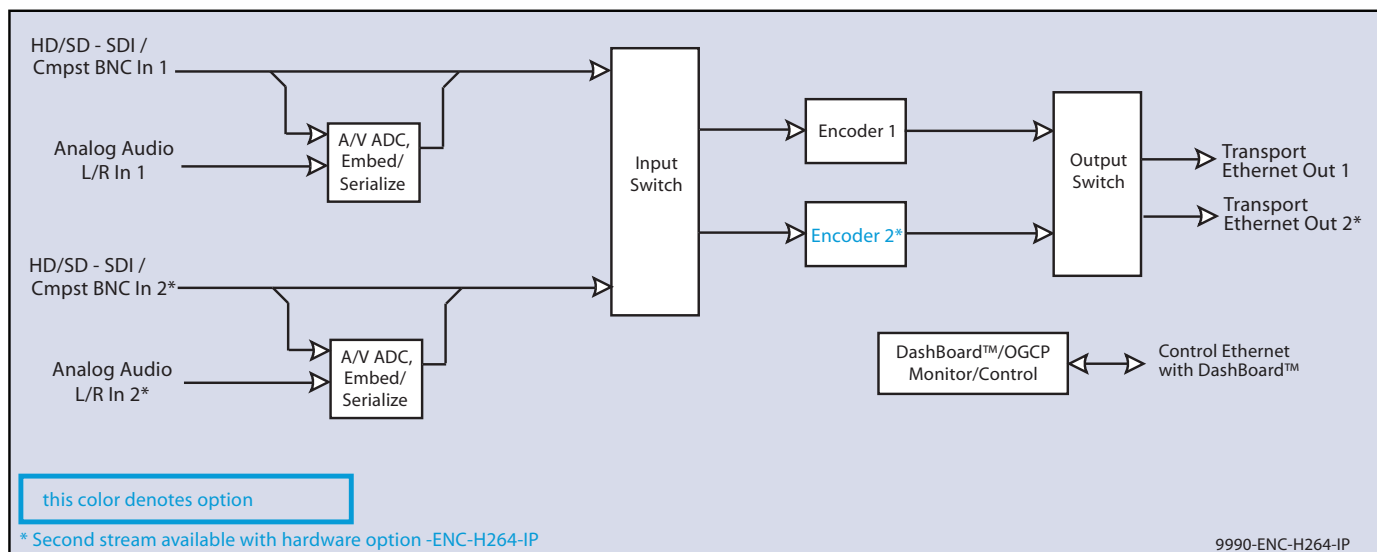 HD/SD - SDI /
Cmpst BNC In 1
Analog Audio
L/R In 1
A/V ADC,
Embed/
Serialize
HD/SD - SDI /
Cmpst BNC In 2*
Analog Audio
L/R In 2*
A/V ADC,
Embed/
Serialize
Input
Switch
Encoder 1
Encoder 2*
Output
Switch
Transport
Ethernet Out 1
Transport
Ethernet Out 2*
DashBoard™/OGCP
Monitor/Control
Control Ethernet
with DashBoard™
this color denotes option
* Second stream available with hardware option -ENC-H264-IP
9990-ENC-H264-IP